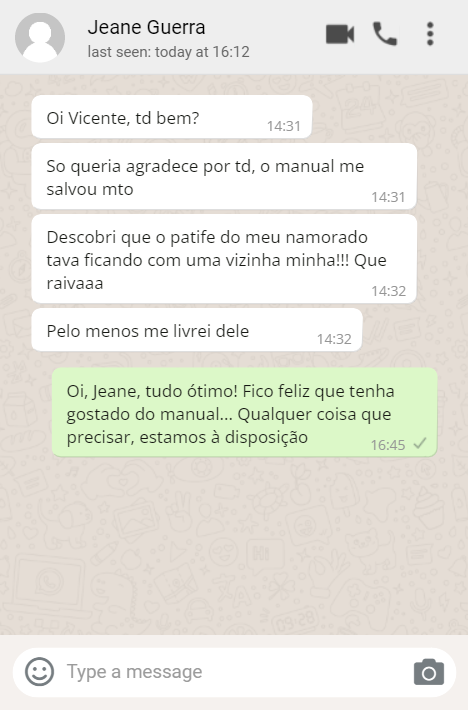 Jeane Guerra
last seen: today at 16:12
Oi Vicente, td bem?
14:31
So queria agradece por td, o manual me
salvou mto
14:31
Descobri que o patife do meu namorado
tava ficando com uma vizinha minha!!! Que
raivaaa
14:32
Pelo menos me livrei dele
14:32
Oi, Jeane, tudo ótimo! Fico feliz que tenha
gostado do manual... Qualquer coisa que
precisar, estamos à disposição
16:45
Type a message